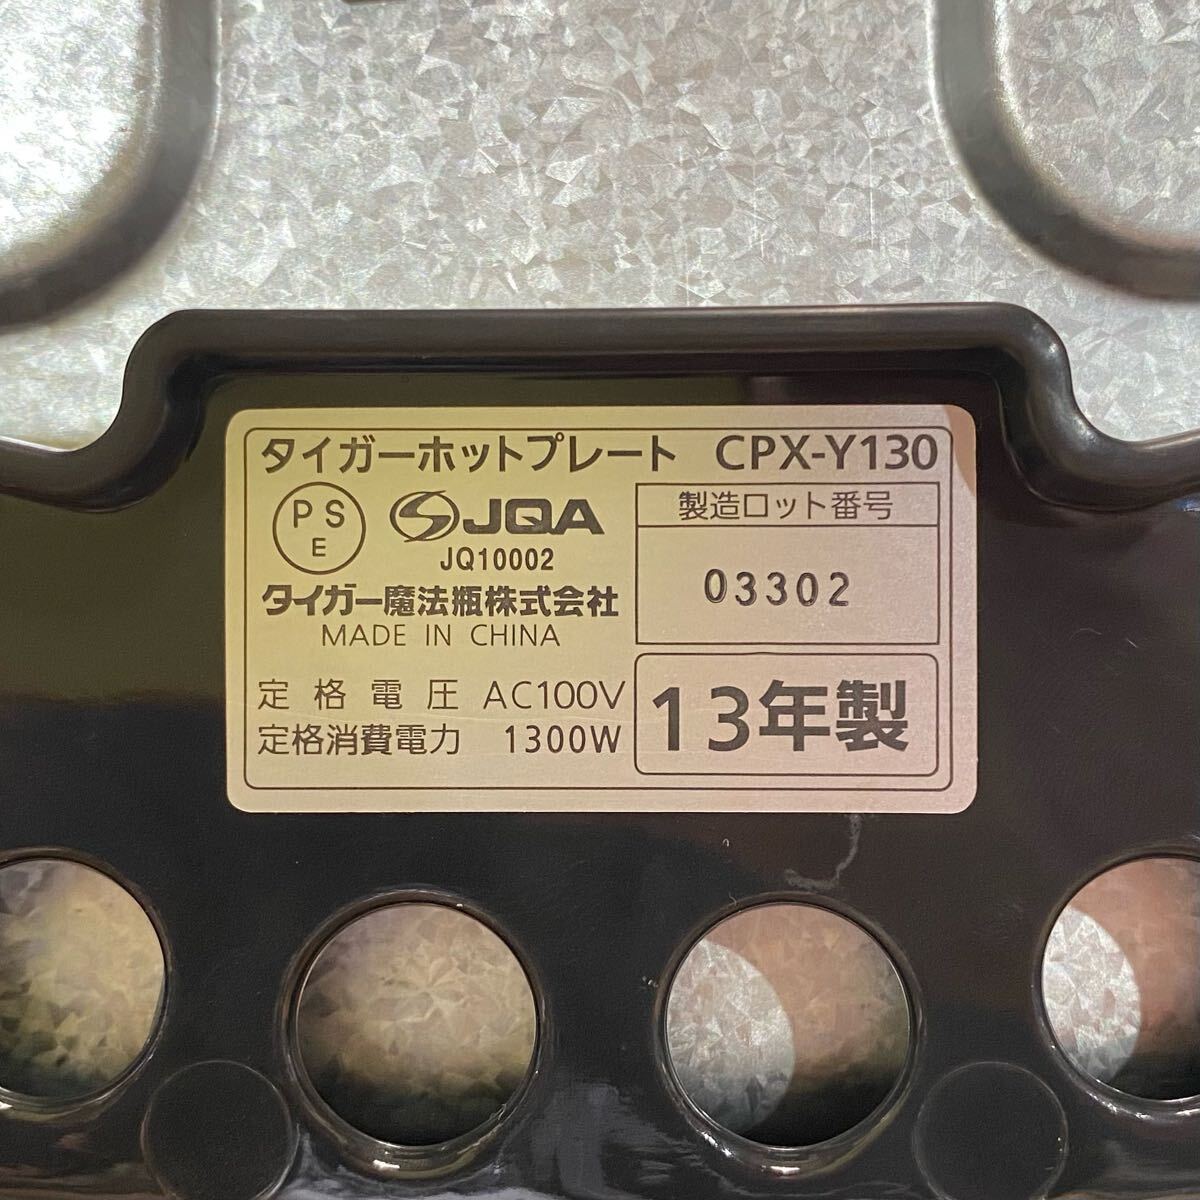 タイガーホットプレート CPX-Y130
PS
E
JQA
JQ10002
タイガー魔法瓶株式会社
MADE IN CHINA
製造ロット番号
03302
定格電圧 AC100V
定格消費電力 1300W
13年製